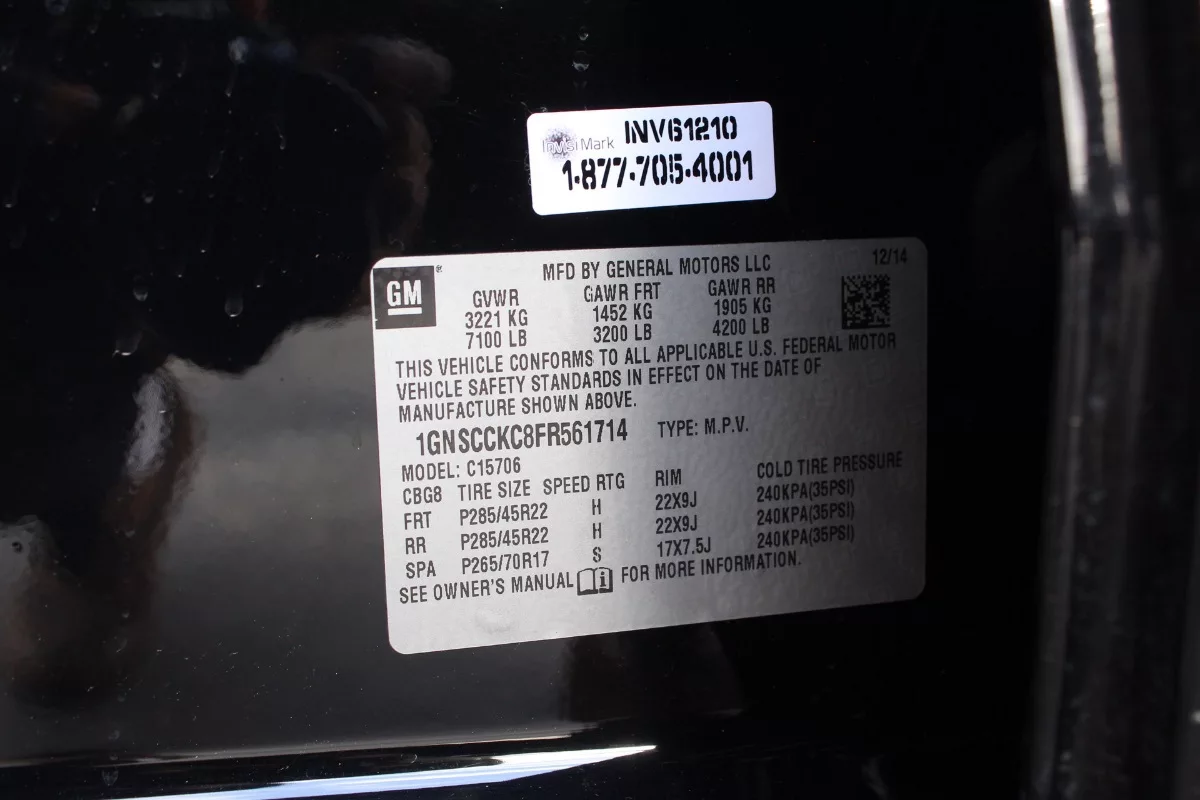 InVisi Mark INV61210
1-877-705-4001
GM ® MFD BY GENERAL MOTORS LLC 12/14
GVWR GAWR FRT GAWR RR
3221 KG 1452 KG 1905 KG
7100 LB 3200 LB 4200 LB
THIS VEHICLE CONFORMS TO ALL APPLICABLE U.S. FEDERAL MOTOR
VEHICLE SAFETY STANDARDS IN EFFECT ON THE DATE OF
MANUFACTURE SHOWN ABOVE.
1GNSCCKC8FR561714 TYPE: M.P.V.
MODEL: C15706
CBG8 TIRE SIZE SPEED RTG RIM COLD TIRE PRESSURE
FRT P285/45R22 H 22X9J 240KPA(35PSI)
RR P285/45R22 H 22X9J 240KPA(35PSI)
SPA P265/70R17 S 17X7.5J 240KPA(35PSI)
SEE OWNER'S MANUAL FOR MORE INFORMATION.